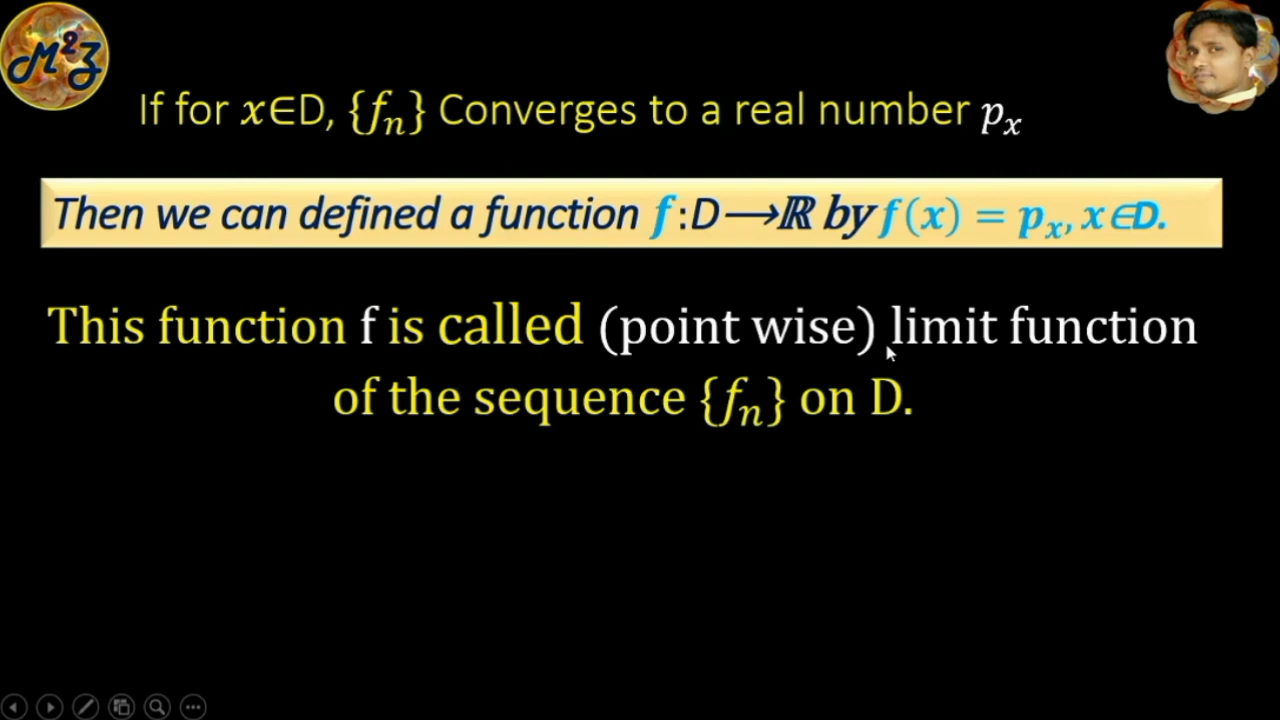 M²Z
If for x∈D, {fₙ} Converges to a real number pₓ
Then we can defined a function f:D⟶ℝ by f(x) = pₓ, x∈D.
This function f is called (point wise) limit function
of the sequence {fₙ} on D.